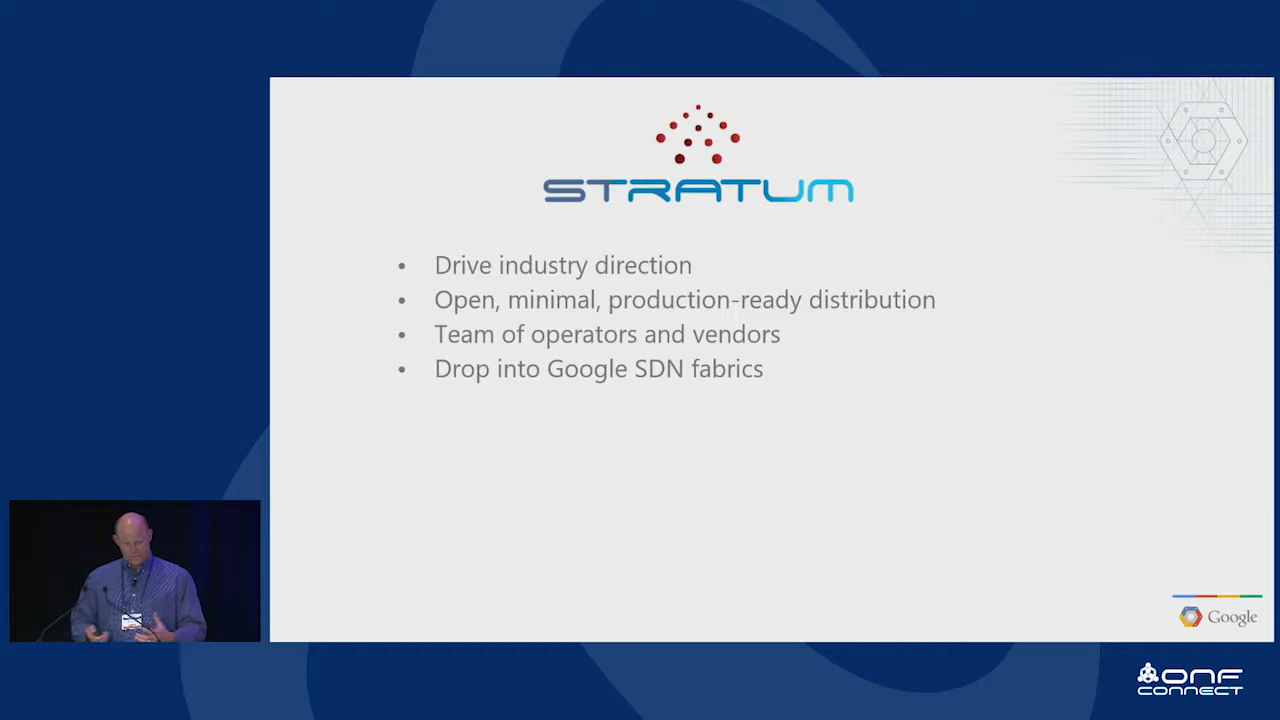 STRATUM
• Drive industry direction
• Open, minimal, production-ready distribution
• Team of operators and vendors
• Drop into Google SDN fabrics
Google
ONF
CONNECT